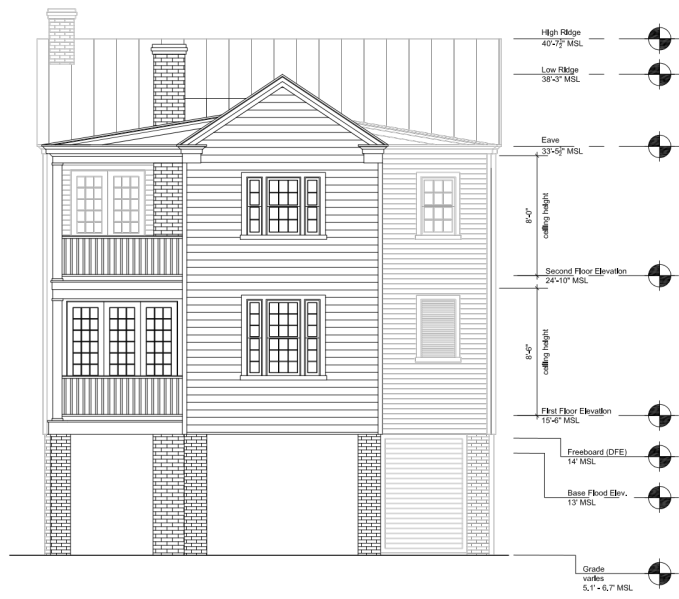 High Ridge
40'-7½" MSL
Low Ridge
38'-3" MSL
Eave
33'-5½" MSL
8'-0"
ceiling height
Second Floor Elevation
24'-10" MSL
8'-6"
ceiling height
First Floor Elevation
15'-6" MSL
Freeboard (DFE)
14' MSL
Base Flood Elev.
13' MSL
Grade
varies
5.1' - 6.7' MSL